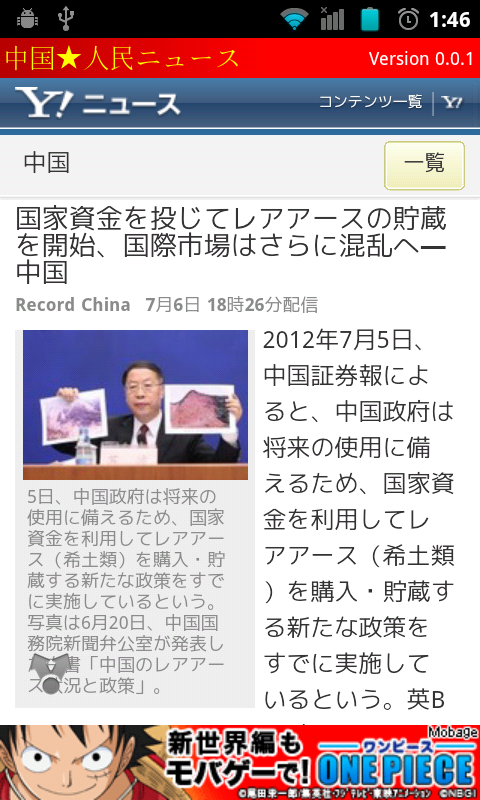 1:46
中国★人民ニュース
Version 0.0.1
Y! ニュース
コンテンツ一覧
Y!
中国
一覧
国家資金を投じてレアアースの貯蔵
を開始、国際市場はさらに混乱へ―
中国
Record China 7月6日 18時26分配信
5日、中国政府は将来の
使用に備えるため、国家
資金を利用してレアアー
ス（希土類）を購入・貯
蔵する新たな政策をすで
に実施しているという。
写真は6月20日、中国国
務院新聞弁公室が発表し
書「中国のレアアー
ス 況と政策」。
2012年7月5日、
中国証券報によ
ると、中国政府は
将来の使用に備
えるため、国家資
金を利用してレ
アアース（希土類
）を購入・貯蔵す
る新たな政策を
すでに実施して
いるという。英B
Mobage
新世界編も
モバゲーで!
ワンピース
ONE PIECE
©尾田栄一郎/集英社・フジテレビ・東映アニメーション ©NBGI